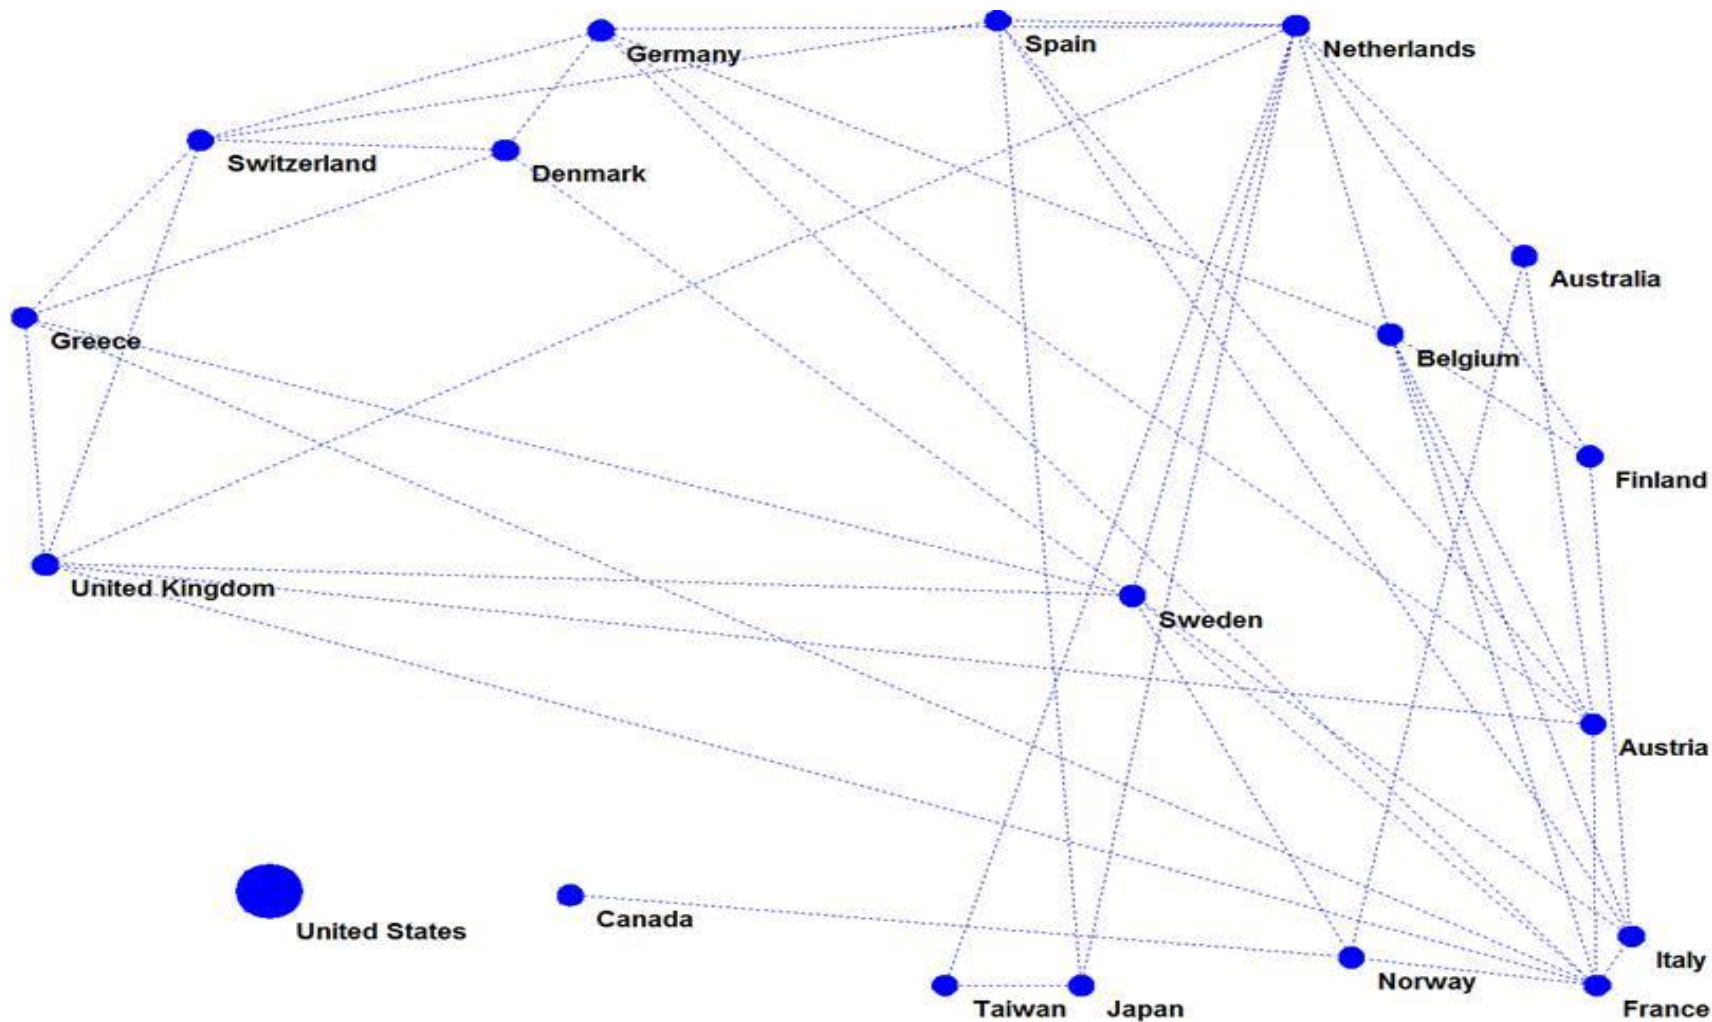 Germany
Spain
Netherlands
Switzerland
Denmark
Australia
Greece
Belgium
Finland
United Kingdom
Sweden
Austria
United States
Canada
Italy
Norway
Taiwan
Japan
France